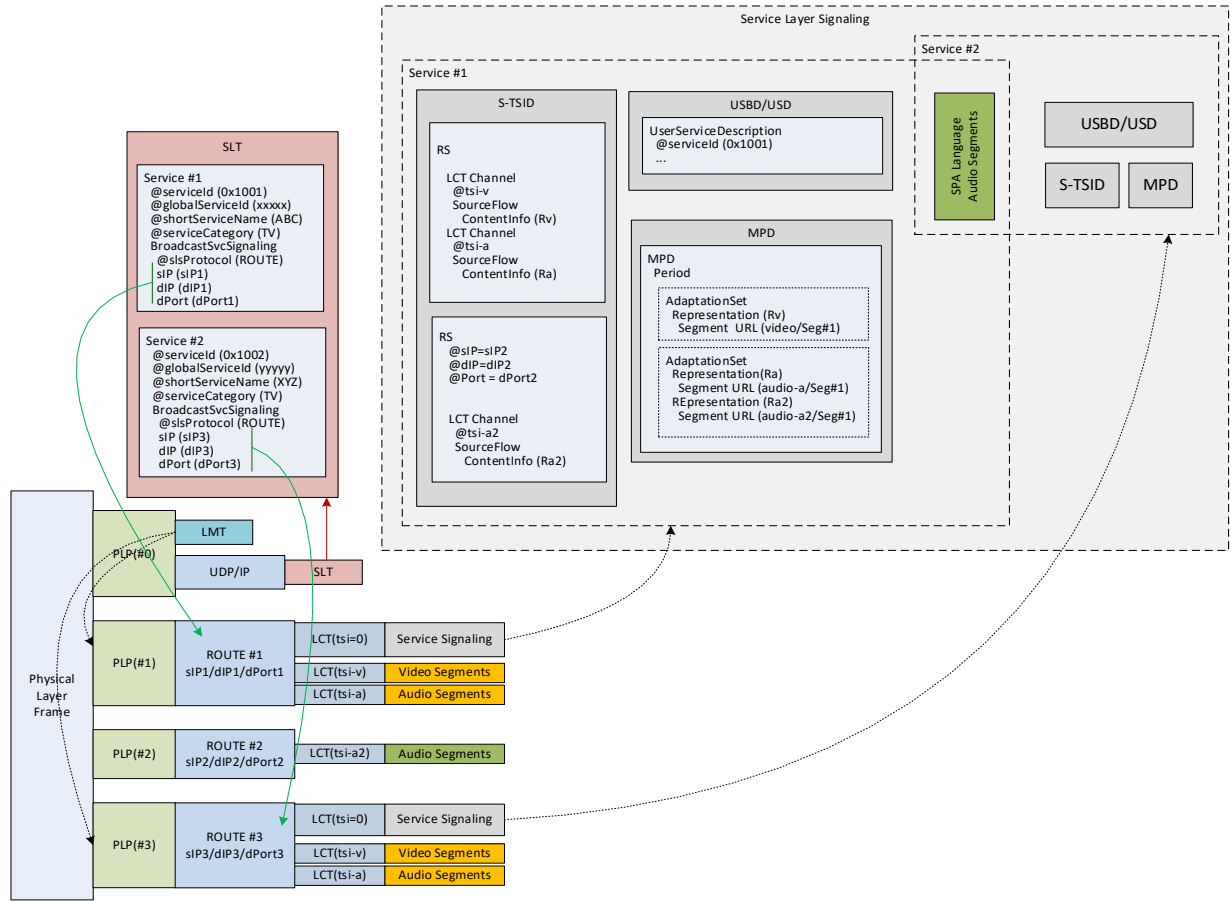 Service Layer Signaling
Service #2
Service #1
S-TSID
RS
LCT Channel
@tsi-v
SourceFlow
ContentInfo (Rv)
LCT Channel
@tsi-a
SourceFlow
ContentInfo (Ra)
RS
@sIP=sIP2
@dIP=dIP2
@Port = dPort2
LCT Channel
@tsi-a2
SourceFlow
ContentInfo (Ra2)
USBD/USD
UserServiceDescription
@serviceId (0x1001)
...
MPD
MPD
Period
AdaptationSet
Representation (Rv)
Segment  URL (video/Seg#1)
AdaptationSet
Representation(Ra)
Segment URL (audio-a/Seg#1)
REpresentation (Ra2)
Segment URL (audio-a2/Seg#1)
SPA Language
Audio Segments
USBD/USD
S-TSID
MPD
SLT
Service #1
@serviceId (0x1001)
@globalServiceId (xxxxx)
@shortServiceName (ABC)
@serviceCategory (TV)
BroadcastSvcSignaling
@slsProtocol (ROUTE)
sIP (sIP1)
dIP (dIP1)
dPort (dPort1)
Service #2
@serviceId (0x1002)
@globalServiceId (yyyyy)
@shortServiceName (XYZ)
@serviceCategory (TV)
BroadcastSvcSignaling
@slsProtocol (ROUTE)
sIP (sIP3)
dIP (dIP3)
dPort (dPort3)
Physical
Layer
Frame
PLP(#0)
LMT
UDP/IP
SLT
PLP(#1)
ROUTE #1
sIP1/dIP1/dPort1
LCT(tsi=0)
Service Signaling
LCT(tsi-v)
Video Segments
LCT(tsi-a)
Audio Segments
PLP(#2)
ROUTE #2
sIP2/dIP2/dPort2
LCT(tsi-a2)
Audio Segments
PLP(#3)
ROUTE #3
sIP3/dIP3/dPort3
LCT(tsi=0)
Service Signaling
LCT(tsi-v)
Video Segments
LCT(tsi-a)
Audio Segments